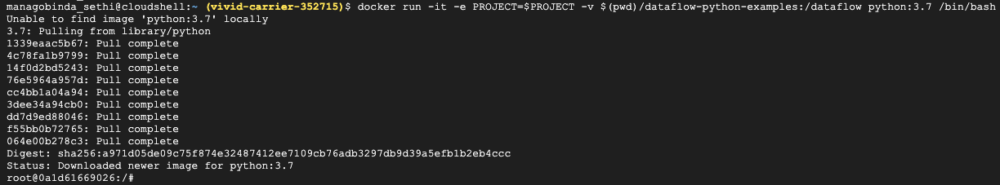 managobinda_sethi@cloudshell:~ (vivid-carrier-352715)$ docker run -it -e PROJECT=$PROJECT -v $(pwd)/dataflow-python-examples:/dataflow python:3.7 /bin/bash
Unable to find image 'python:3.7' locally
3.7: Pulling from library/python
1339eaac5b67: Pull complete
4c78fa1b9799: Pull complete
14f0d2bd5243: Pull complete
76e5964a957d: Pull complete
cc4bb1a04a94: Pull complete
3dee34a94cb0: Pull complete
dd7d9ed88046: Pull complete
f55bb0b72765: Pull complete
064e00b278c3: Pull complete
Digest: sha256:a971d05de09c75f874e32487412ee7109cb76adb3297db9d39a5efb1b2eb4ccc
Status: Downloaded newer image for python:3.7
root@0a1d61669026:/#